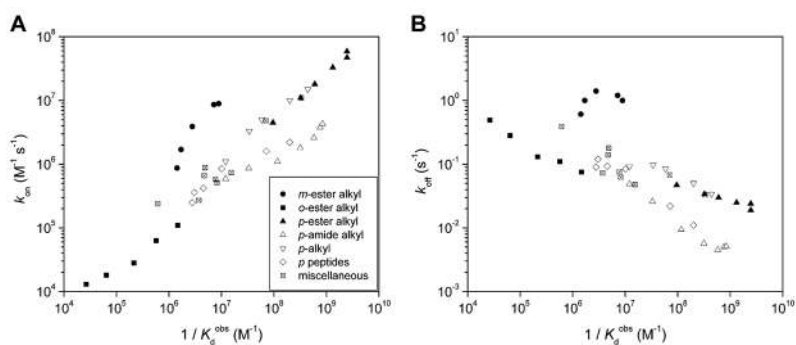 A
10⁸
10⁷
10⁶
10⁵
10⁴
k_on (M⁻¹ s⁻¹)
m-ester alkyl
o-ester alkyl
p-ester alkyl
p-amide alkyl
p-alkyl
p peptides
miscellaneous
10⁴ 10⁵ 10⁶ 10⁷ 10⁸ 10⁹ 10¹⁰
1 / K_d^obs (M⁻¹)
B
10¹
10⁰
10⁻¹
10⁻²
10⁻³
k_off (s⁻¹)
10⁴ 10⁵ 10⁶ 10⁷ 10⁸ 10⁹ 10¹⁰
1 / K_d^obs (M⁻¹)